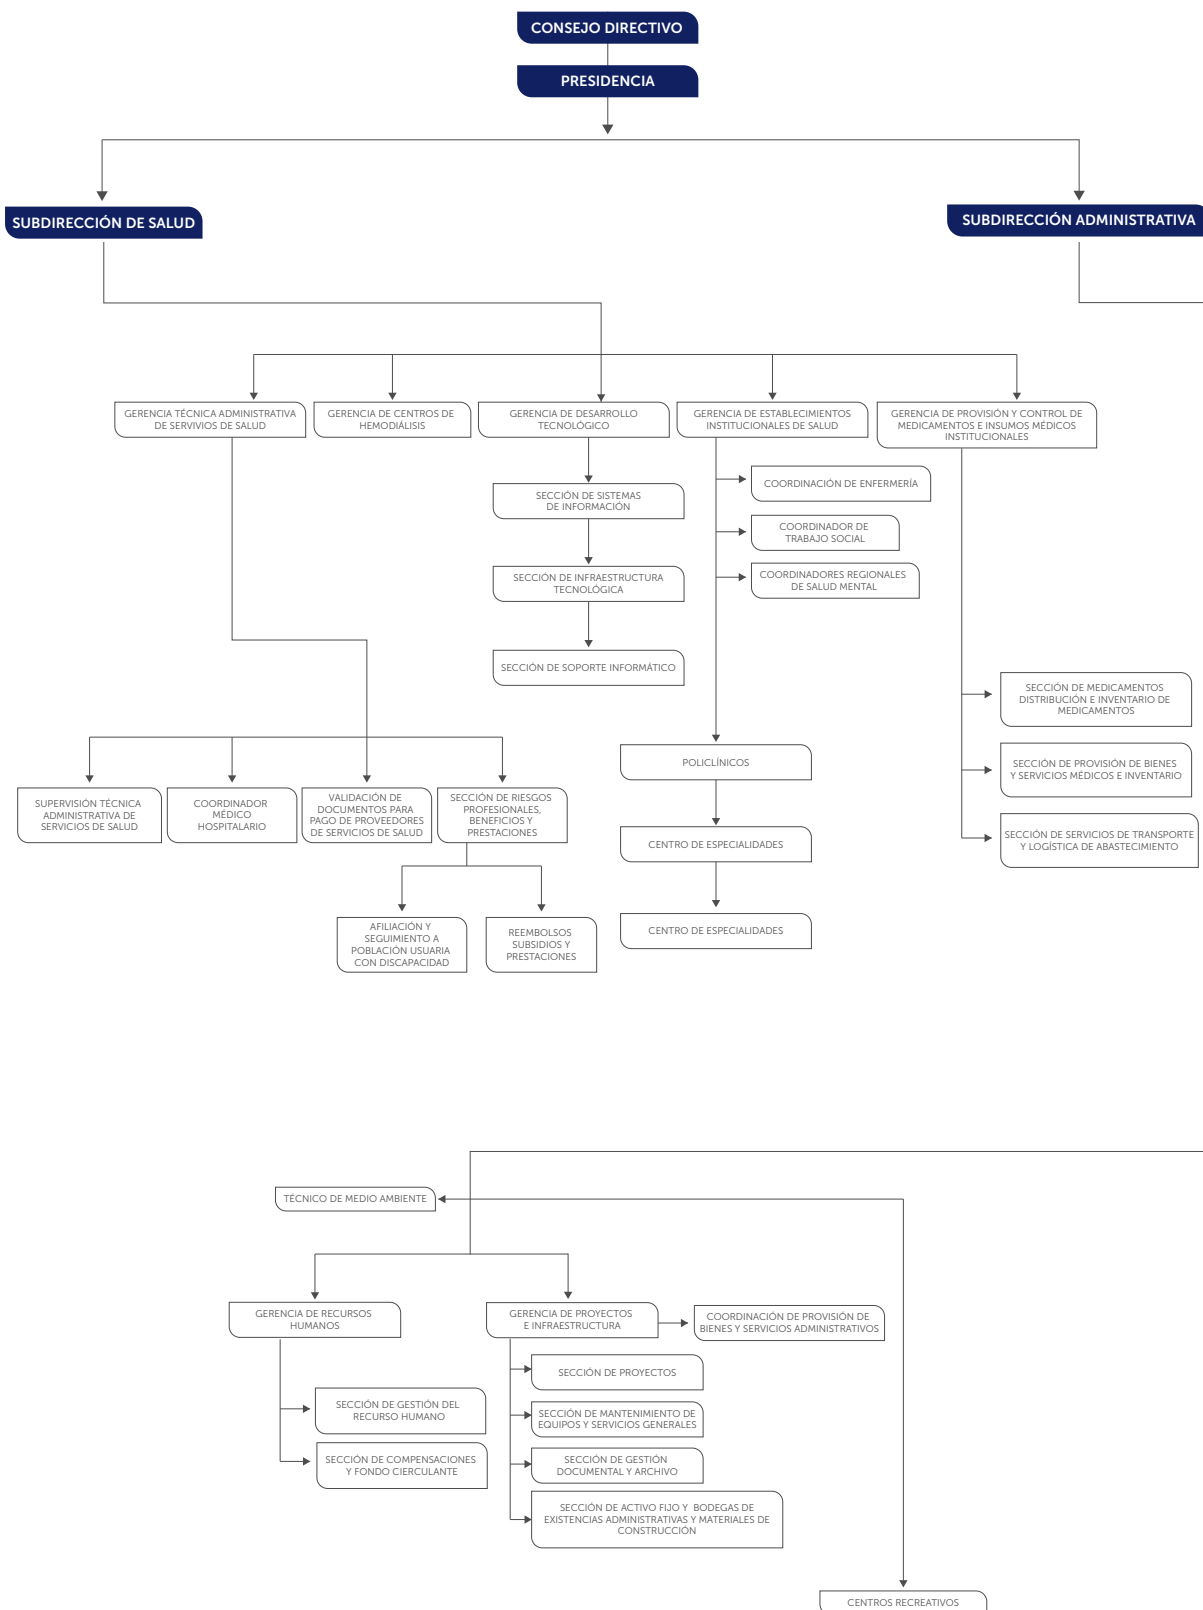 CONSEJO DIRECTIVO
PRESIDENCIA
SUBDIRECCIÓN DE SALUD
SUBDIRECCIÓN ADMINISTRATIVA
GERENCIA TÉCNICA ADMINISTRATIVA
DE SERVIVIOS DE SALUD
GERENCIA DE CENTROS DE
HEMODIÁLISIS
GERENCIA DE DESARROLLO
TECNOLÓGICO
GERENCIA DE ESTABLECIMIENTOS
INSTITUCIONALES DE SALUD
GERENCIA DE PROVISIÓN Y CONTROL DE
MEDICAMENTOS E INSUMOS MÉDICOS
INSTITUCIONALES
SECCIÓN DE SISTEMAS
DE INFORMACIÓN
SECCIÓN DE INFRAESTRUCTURA
TECNOLÓGICA
SECCIÓN DE SOPORTE INFORMÁTICO
COORDINACIÓN DE ENFERMERÍA
COORDINADOR DE
TRABAJO SOCIAL
COORDINADORES REGIONALES
DE SALUD MENTAL
SECCIÓN DE MEDICAMENTOS
DISTRIBUCIÓN E INVENTARIO DE
MEDICAMENTOS
SECCIÓN DE PROVISIÓN DE BIENES
Y SERVICIOS MÉDICOS E INVENTARIO
SECCIÓN DE SERVICIOS DE TRANSPORTE
Y LOGÍSTICA DE ABASTECIMIENTO
POLICLÍNICOS
CENTRO DE ESPECIALIDADES
CENTRO DE ESPECIALIDADES
SUPERVISIÓN TÉCNICA
ADMINISTRATIVA DE
SERVICIOS DE SALUD
COORDINADOR
MÉDICO
HOSPITALARIO
VALIDACIÓN DE
DOCUMENTOS PARA
PAGO DE PROVEEDORES
DE SERVICIOS DE SALUD
SECCIÓN DE RIESGOS
PROFESIONALES,
BENEFICIOS Y
PRESTACIONES
AFILIACIÓN Y
SEGUIMIENTO A
POBLACIÓN USUARIA
CON DISCAPACIDAD
REEMBOLSOS
SUBSIDIOS Y
PRESTACIONES
TÉCNICO DE MEDIO AMBIENTE
GERENCIA DE RECURSOS
HUMANOS
GERENCIA DE PROYECTOS
E INFRAESTRUCTURA
COORDINACIÓN DE PROVISIÓN DE
BIENES Y SERVICIOS ADMINISTRATIVOS
SECCIÓN DE GESTIÓN DEL
RECURSO HUMANO
SECCIÓN DE COMPENSACIONES
Y FONDO CIERCULANTE
SECCIÓN DE PROYECTOS
SECCIÓN DE MANTENIMIENTO DE
EQUIPOS Y SERVICIOS GENERALES
SECCIÓN DE GESTIÓN
DOCUMENTAL Y ARCHIVO
SECCIÓN DE ACTIVO FIJO Y  BODEGAS DE
EXISTENCIAS ADMINISTRATIVAS Y MATERIALES DE
CONSTRUCCIÓN
CENTROS RECREATIVOS